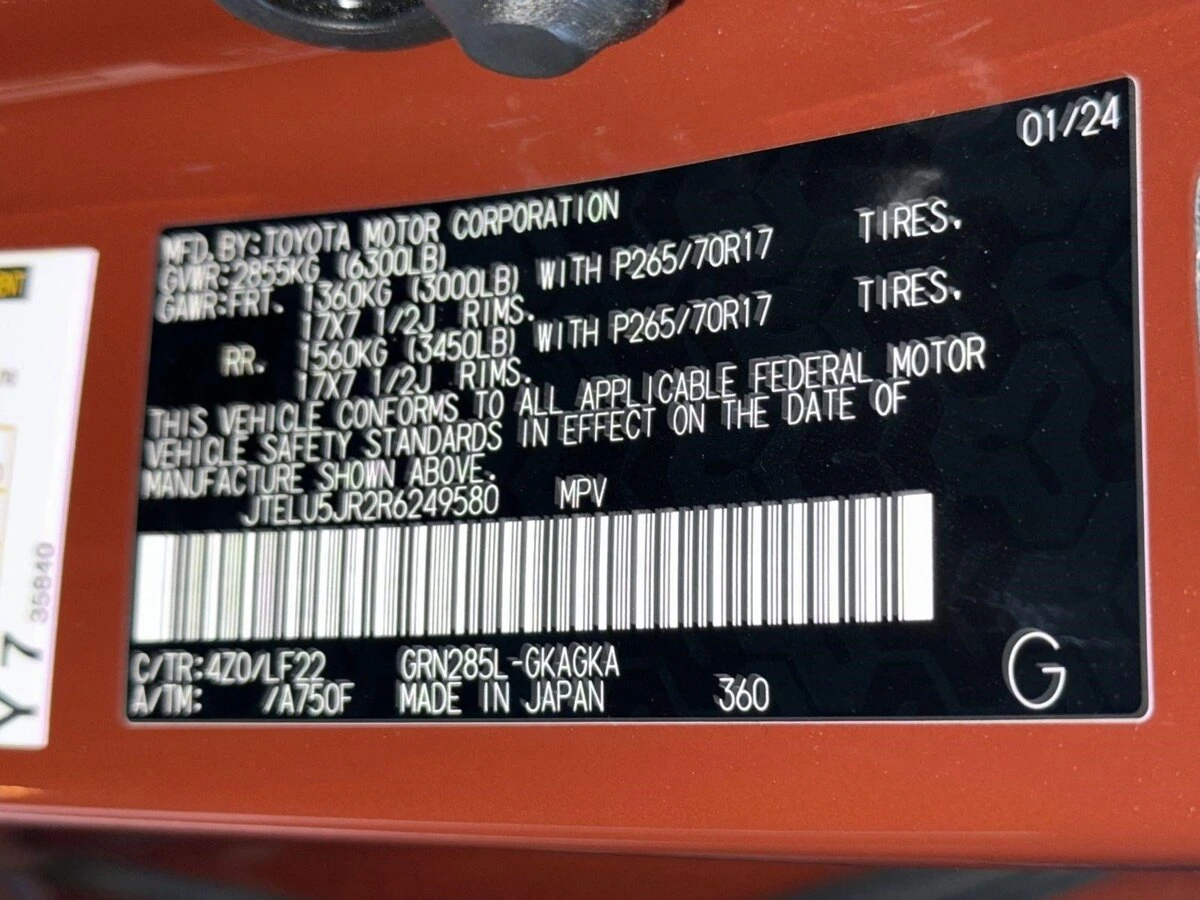 01/24
MFD.BY:TOYOTA MOTOR CORPORATION
GVWR:2855KG (6300LB)
GAWR:FRT. 1360KG (3000LB) WITH P265/70R17 TIRES,
17X7 1/2J RIMS.
RR. 1560KG (3450LB) WITH P265/70R17 TIRES,
17X7 1/2J RIMS.
THIS VEHICLE CONFORMS TO ALL APPLICABLE FEDERAL MOTOR
VEHICLE SAFETY STANDARDS IN EFFECT ON THE DATE OF
MANUFACTURE SHOWN ABOVE.
JTELU5JR2R6249580 MPV
C/TR:4Z0/LF22 GRN285L-GKAGKA
A/TM: /A750F MADE IN JAPAN 360
G
35840
Y7